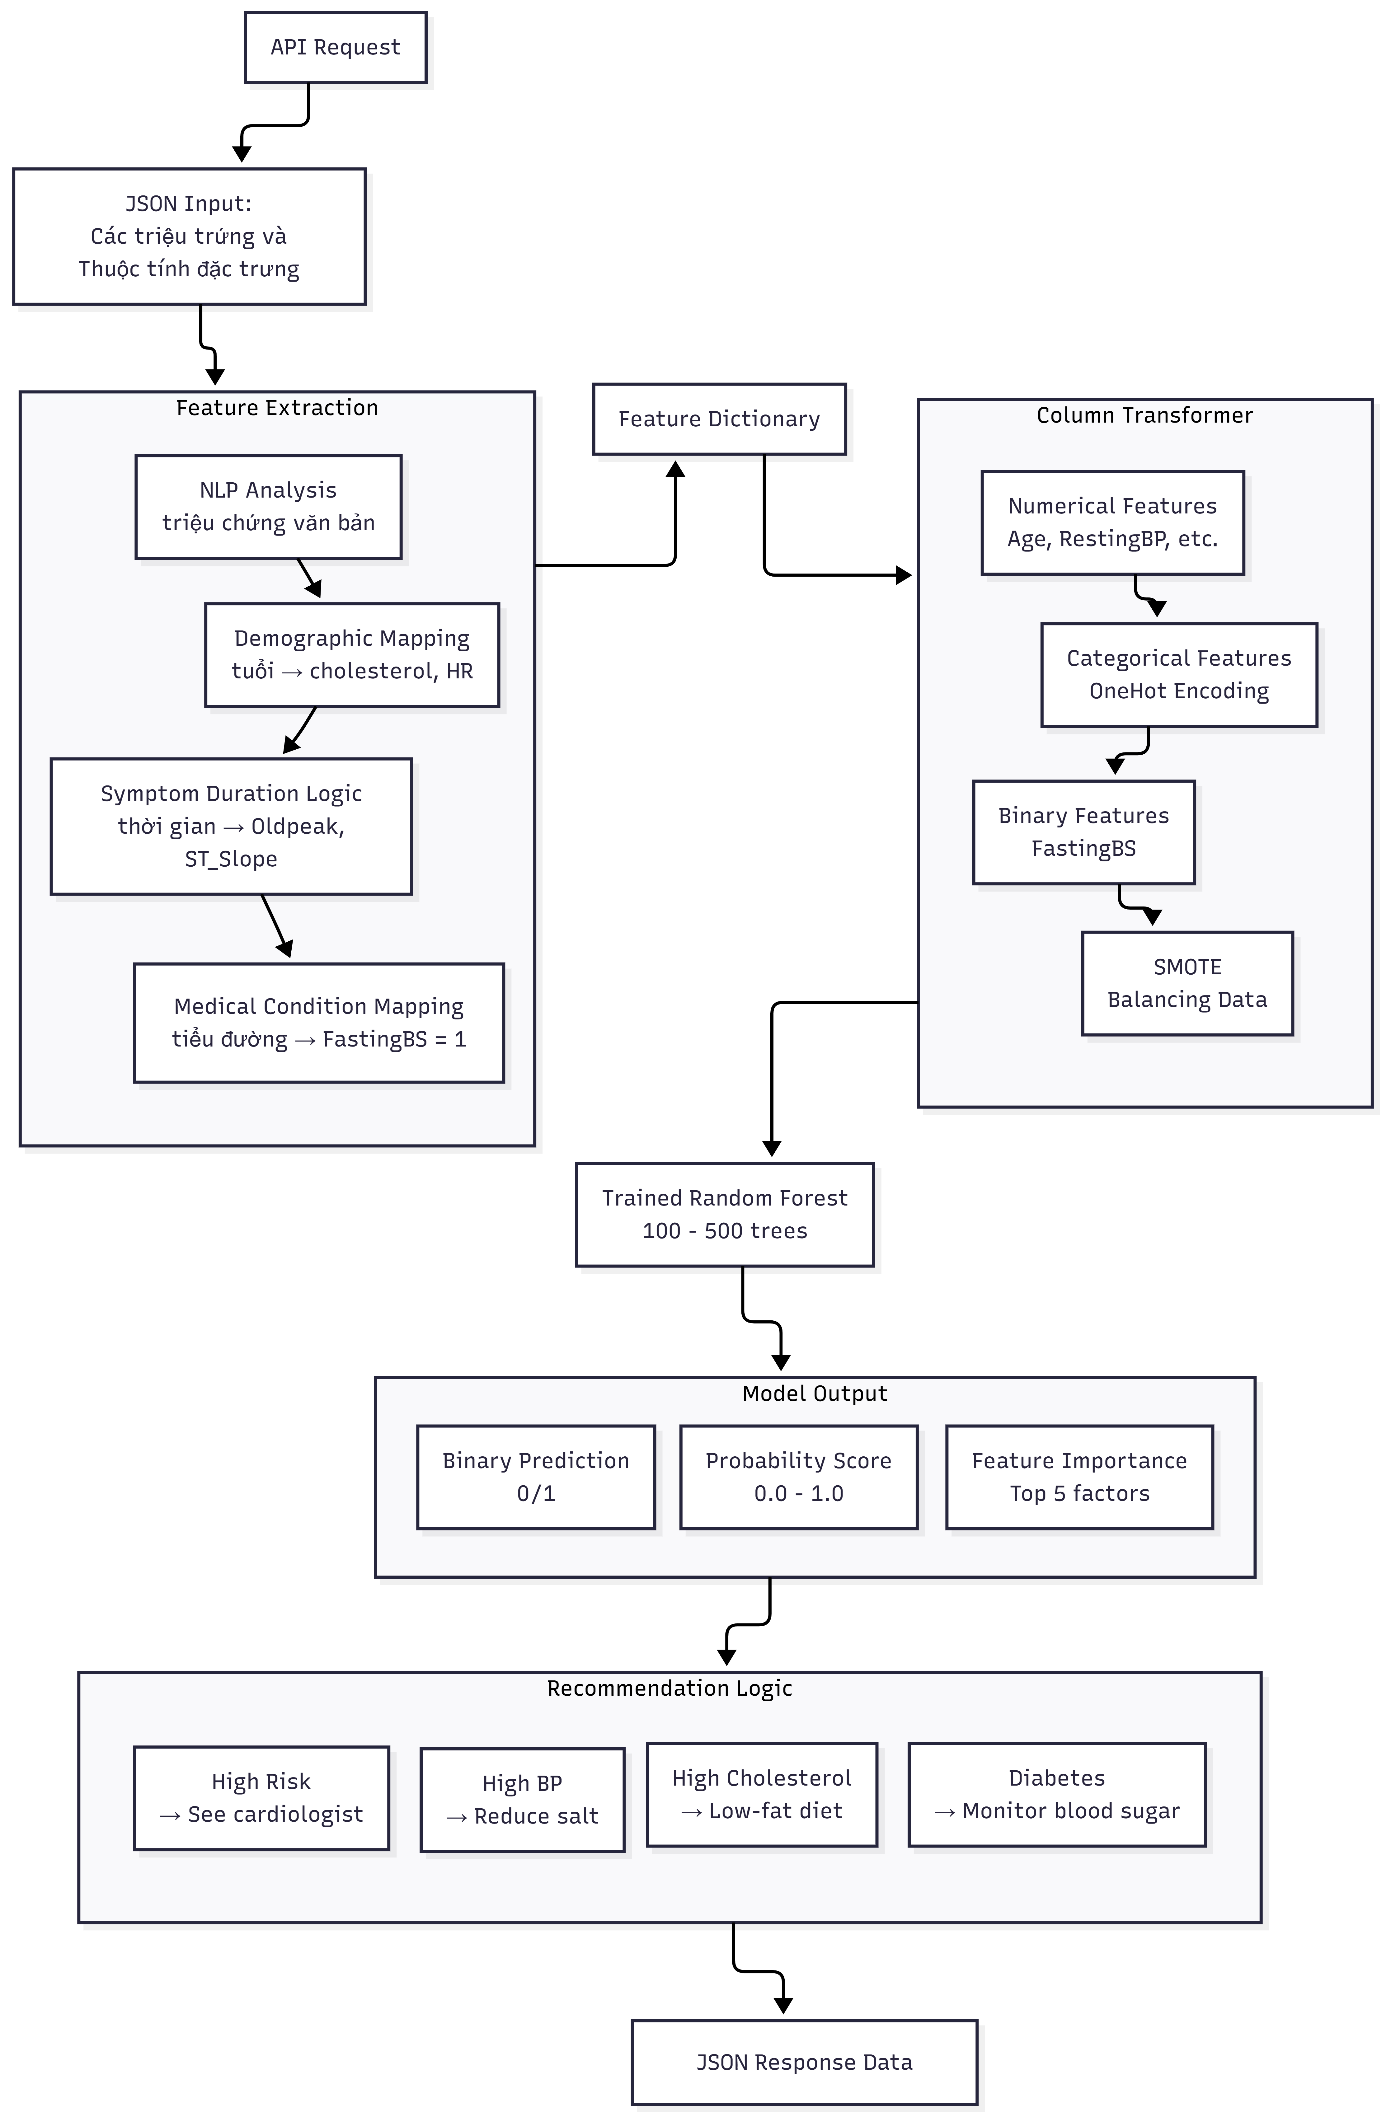 API Request
JSON Input:
Các triệu trứng và
Thuộc tính đặc trưng
Feature Extraction
NLP Analysis
triệu chứng văn bản
Demographic Mapping
tuổi → cholesterol, HR
Symptom Duration Logic
thời gian → Oldpeak,
ST_Slope
Medical Condition Mapping
tiểu đường → FastingBS = 1
Feature Dictionary
Column Transformer
Numerical Features
Age, RestingBP, etc.
Categorical Features
OneHot Encoding
Binary Features
FastingBS
SMOTE
Balancing Data
Trained Random Forest
100 - 500 trees
Model Output
Binary Prediction
0/1
Probability Score
0.0 - 1.0
Feature Importance
Top 5 factors
Recommendation Logic
High Risk
→ See cardiologist
High BP
→ Reduce salt
High Cholesterol
→ Low-fat diet
Diabetes
→ Monitor blood sugar
JSON Response Data